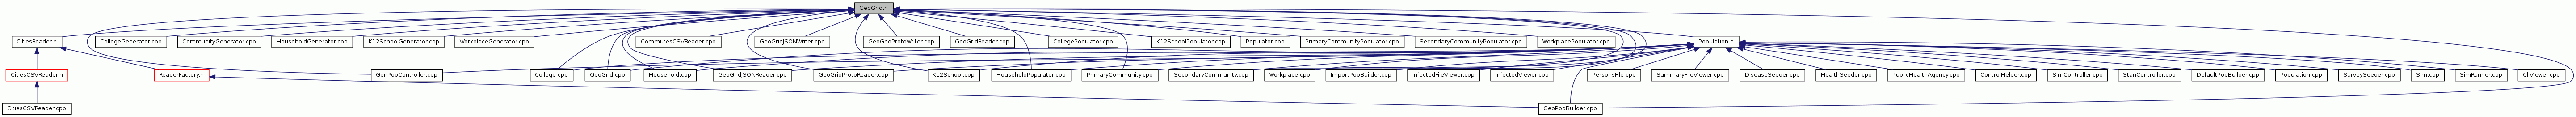 GeoGrid.h
CitiesReader.h
CollegeGenerator.cpp
CommunityGenerator.cpp
HouseholdGenerator.cpp
K12SchoolGenerator.cpp
WorkplaceGenerator.cpp
CommutesCSVReader.cpp
GeoGridJSONWriter.cpp
GeoGridProtoWriter.cpp
GeoGridReader.cpp
CollegePopulator.cpp
K12SchoolPopulator.cpp
Populator.cpp
PrimaryCommunityPopulator.cpp
SecondaryCommunityPopulator.cpp
WorkplacePopulator.cpp
Population.h
CitiesCSVReader.h
ReaderFactory.h
GenPopController.cpp
College.cpp
GeoGrid.cpp
Household.cpp
GeoGridJSONReader.cpp
GeoGridProtoReader.cpp
K12School.cpp
HouseholdPopulator.cpp
PrimaryCommunity.cpp
SecondaryCommunity.cpp
Workplace.cpp
ImportPopBuilder.cpp
InfectedFileViewer.cpp
InfectedViewer.cpp
PersonsFile.cpp
SummaryFileViewer.cpp
DiseaseSeeder.cpp
HealthSeeder.cpp
PublicHealthAgency.cpp
ControlHelper.cpp
SimController.cpp
StanController.cpp
DefaultPopBuilder.cpp
Population.cpp
SurveySeeder.cpp
Sim.cpp
SimRunner.cpp
CliViewer.cpp
CitiesCSVReader.cpp
GeoPopBuilder.cpp